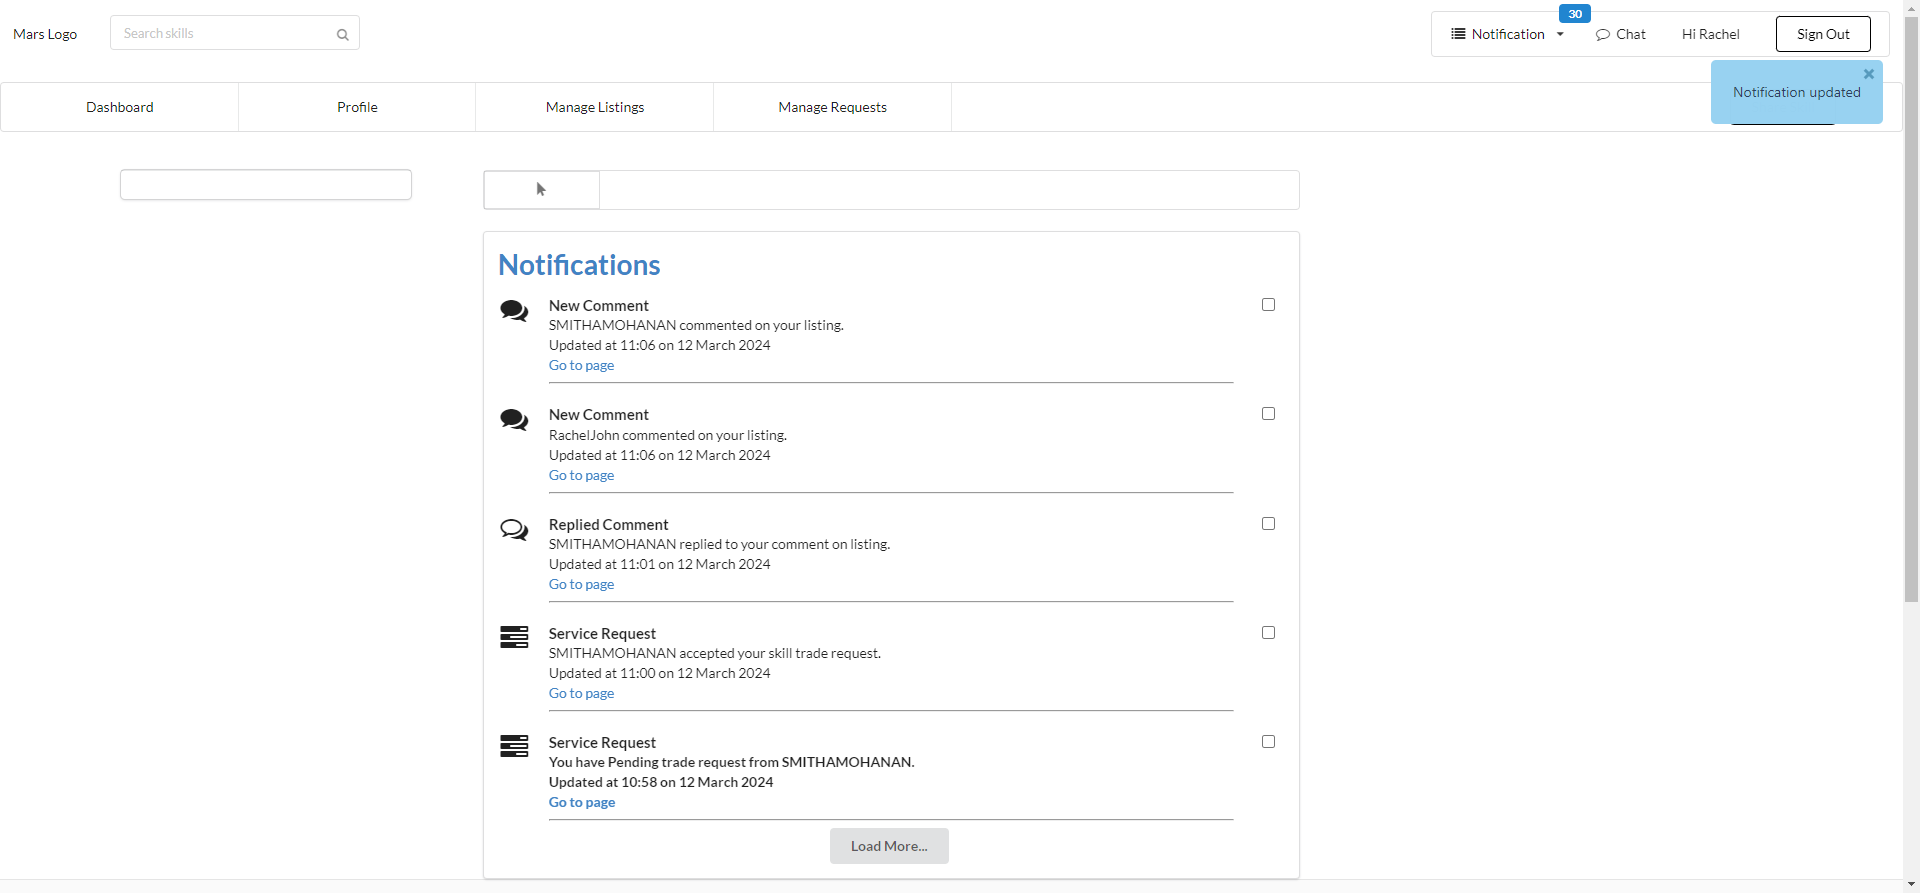 30
Mars Logo
Search skills
Notification
Chat
Hi Rachel
Sign Out
Notification updated
Dashboard
Profile
Manage Listings
Manage Requests
Notifications
New Comment
SMITHAMOHANAN commented on your listing.
Updated at 11:06 on 12 March 2024
Go to page
New Comment
RachelJohn commented on your listing.
Updated at 11:06 on 12 March 2024
Go to page
Replied Comment
SMITHAMOHANAN replied to your comment on listing.
Updated at 11:01 on 12 March 2024
Go to page
Service Request
SMITHAMOHANAN accepted your skill trade request.
Updated at 11:00 on 12 March 2024
Go to page
Service Request
You have Pending trade request from SMITHAMOHANAN.
Updated at 10:58 on 12 March 2024
Go to page
Load More...